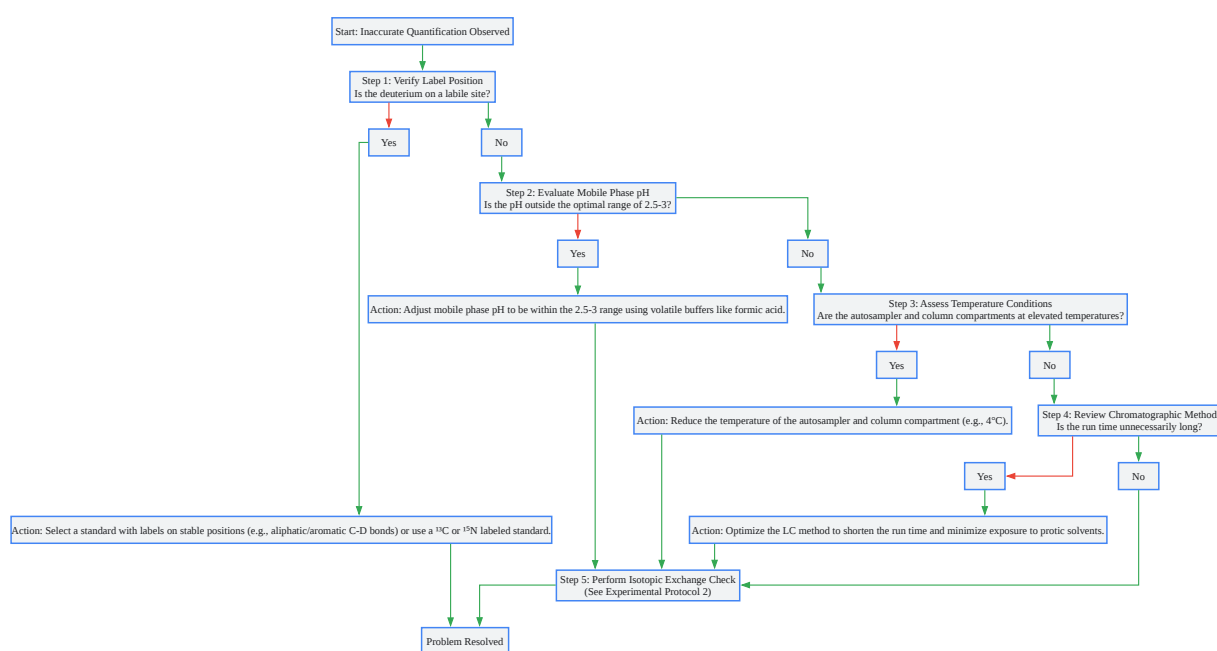 Start: Inaccurate Quantification Observed
Step 1: Verify Label Position
Is the deuterium on a labile site?
Yes
No
Step 2: Evaluate Mobile Phase pH
Is the pH outside the optimal range of 2.5-3?
Yes
No
Action: Adjust mobile phase pH to be within the 2.5-3 range using volatile buffers like formic acid.
Step 3: Assess Temperature Conditions
Are the autosampler and column compartments at elevated temperatures?
Yes
No
Action: Reduce the temperature of the autosampler and column compartment (e.g., 4°C).
Step 4: Review Chromatographic Method
Is the run time unnecessarily long?
Yes
No
Action: Select a standard with labels on stable positions (e.g., aliphatic/aromatic C-D bonds) or use a ¹³C or ¹⁵N labeled standard.
Action: Optimize the LC method to shorten the run time and minimize exposure to protic solvents.
Step 5: Perform Isotopic Exchange Check
(See Experimental Protocol 2)
Problem Resolved